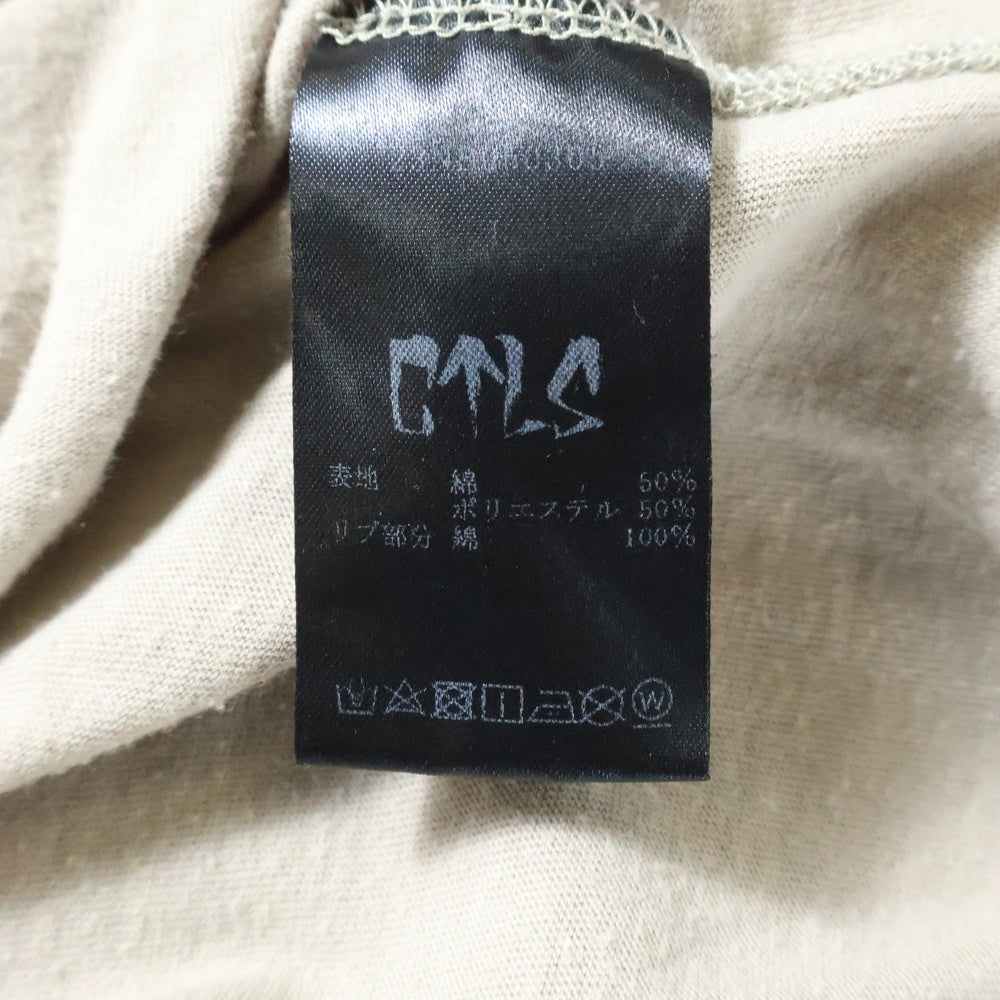 CTLS
表地 綿 50%
ポリエステル 50%
リブ部分 綿 100%
W